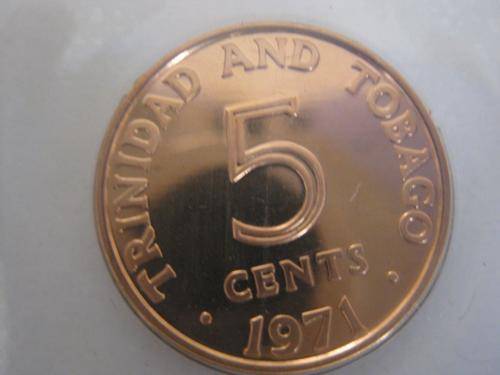 TRINIDAD AND TOBAGO
5
CENTS
• 1971 •